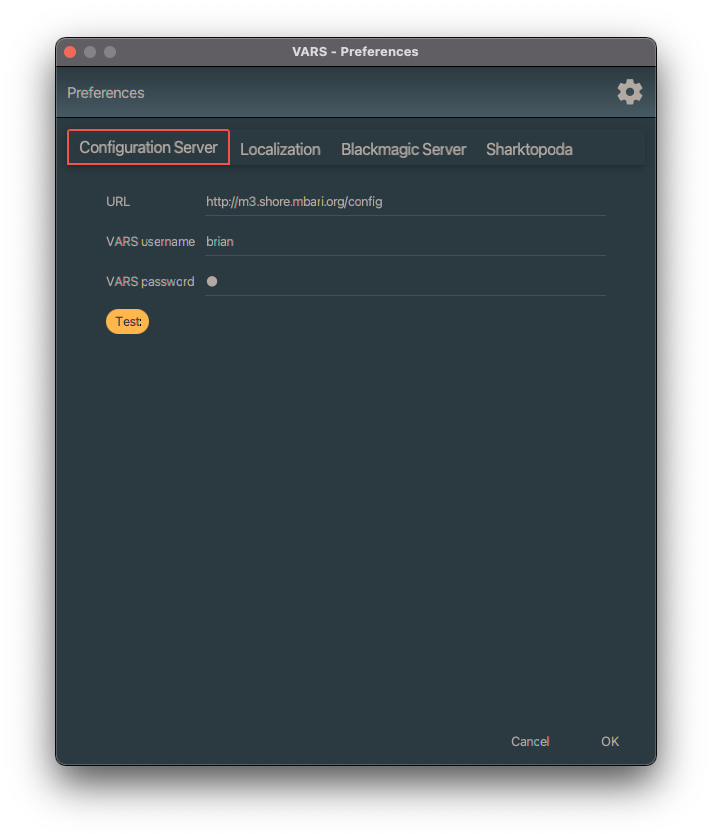 VARS - Preferences
Preferences
Configuration Server Localization Blackmagic Server Sharktopoda
URL http://m3.shore.mbari.org/config
VARS username brian
VARS password
Test
Cancel OK